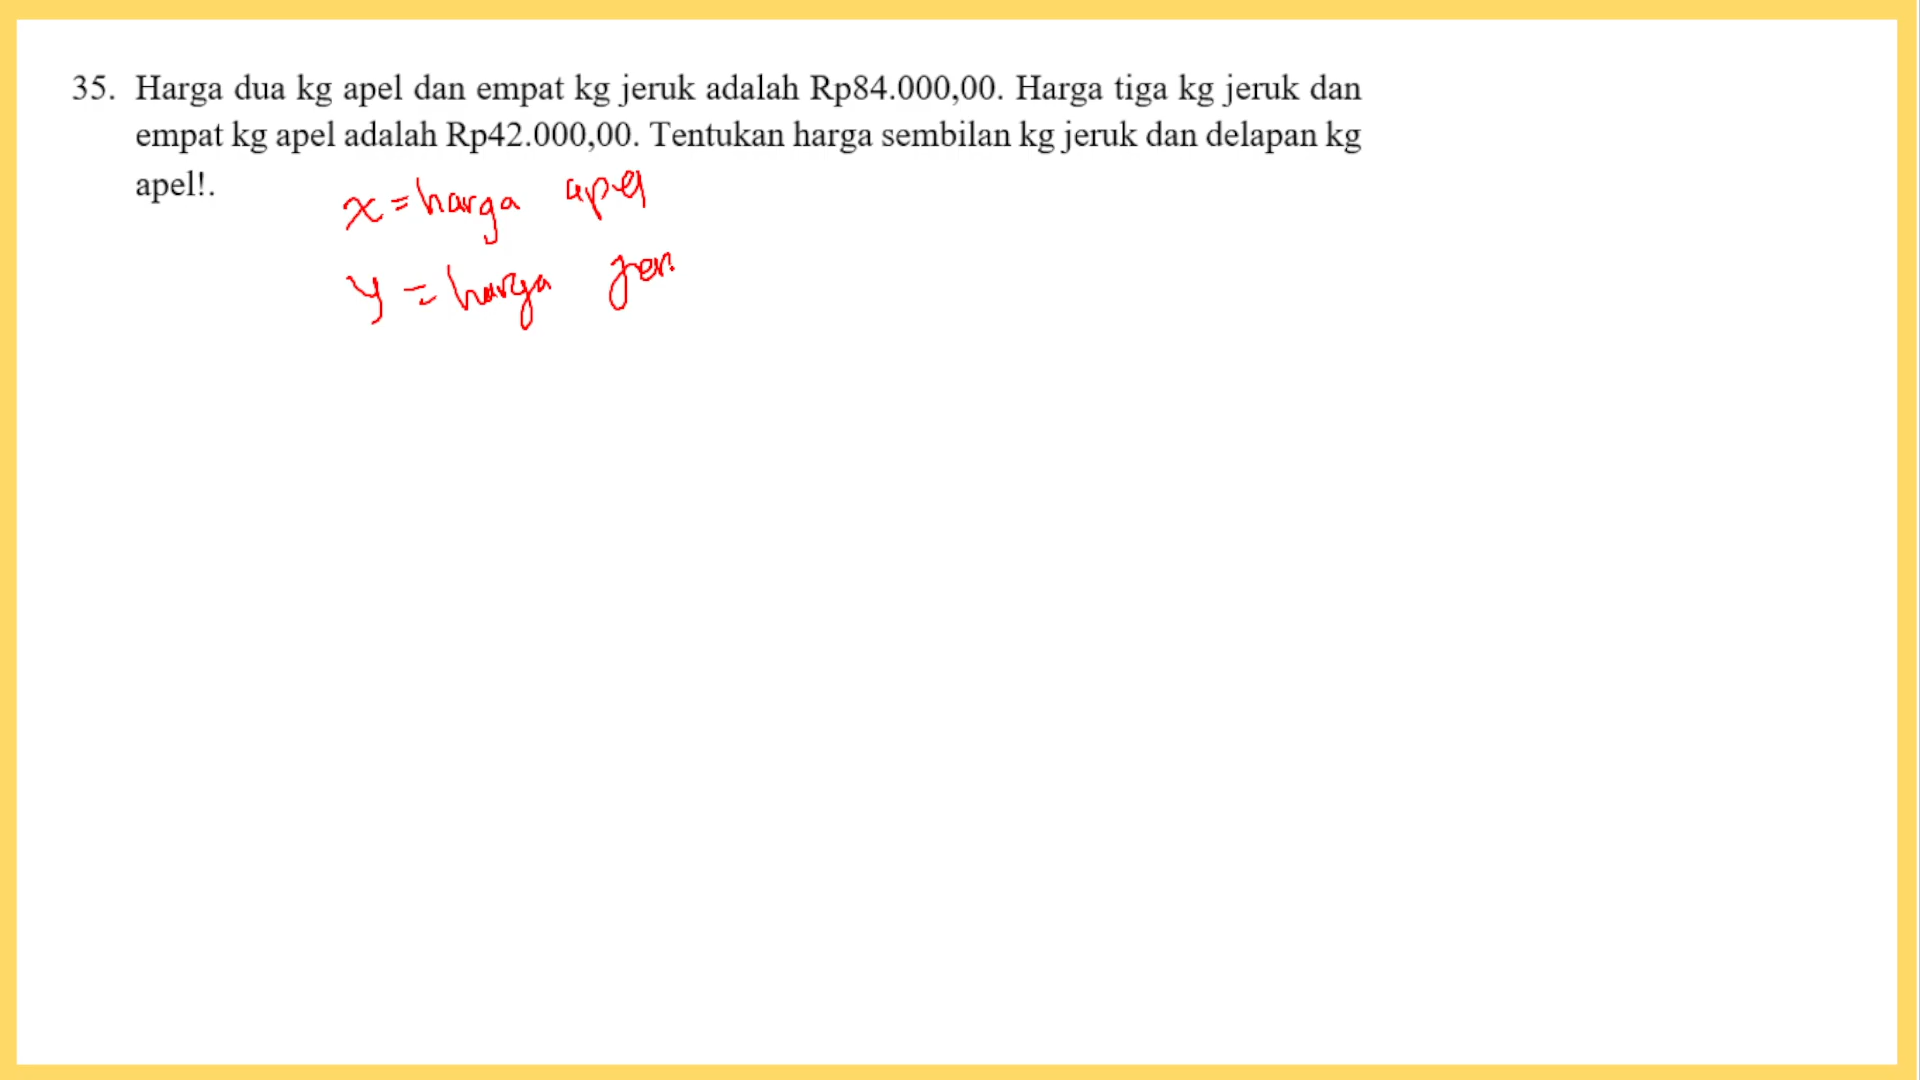 35. Harga dua kg apel dan empat kg jeruk adalah Rp84.000,00. Harga tiga kg jeruk dan
empat kg apel adalah Rp42.000,00. Tentukan harga sembilan kg jeruk dan delapan kg
apel!.
x = harga apel
y = harga jer